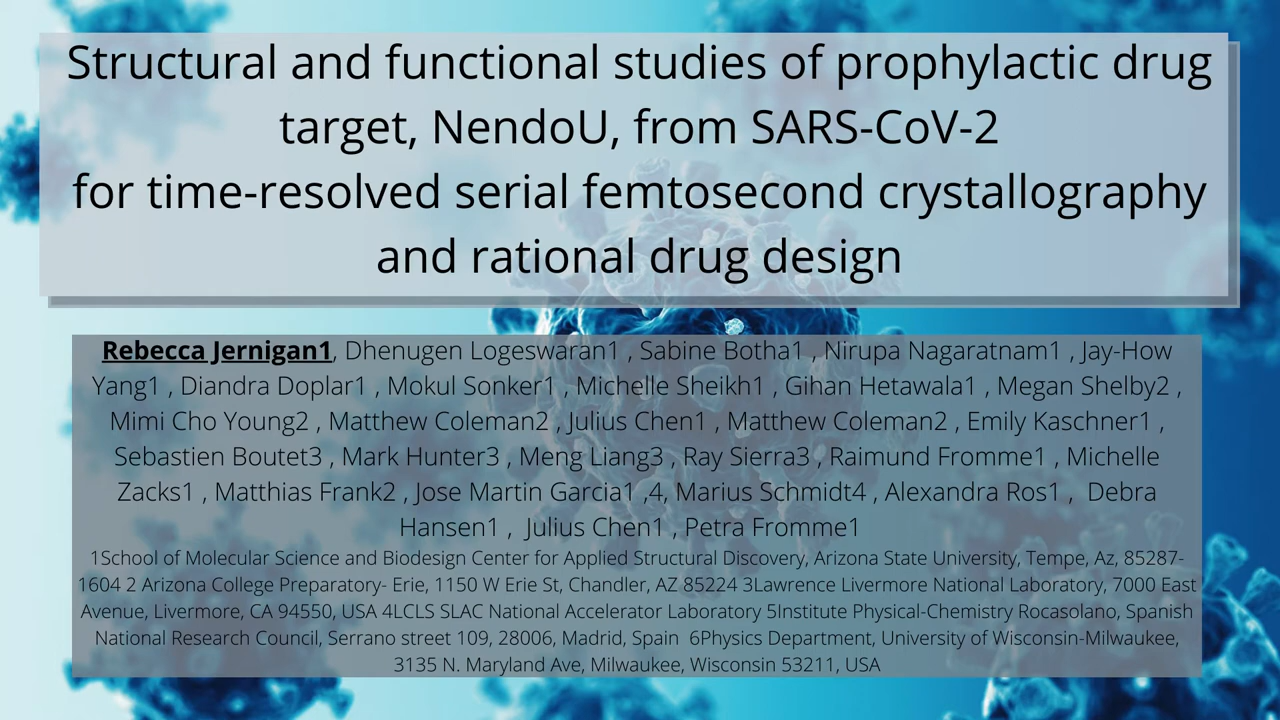 Structural and functional studies of prophylactic drug
target, NendoU, from SARS-CoV-2
for time-resolved serial femtosecond crystallography
and rational drug design
Rebecca Jernigan1, Dhenugen Logeswaran1 , Sabine Botha1 , Nirupa Nagaratnam1 , Jay-How
Yang1 , Diandra Doplar1 , Mokul Sonker1 , Michelle Sheikh1 , Gihan Hetawala1 , Megan Shelby2 ,
Mimi Cho Young2 , Matthew Coleman2 , Julius Chen1 , Matthew Coleman2 , Emily Kaschner1 ,
Sebastien Boutet3 , Mark Hunter3 , Meng Liang3 , Ray Sierra3 , Raimund Fromme1 , Michelle
Zacks1 , Matthias Frank2 , Jose Martin Garcia1 ,4, Marius Schmidt4 , Alexandra Ros1 , Debra
Hansen1 , Julius Chen1 , Petra Fromme1
1School of Molecular Science and Biodesign Center for Applied Structural Discovery, Arizona State University, Tempe, Az, 85287-
1604 2 Arizona College Preparatory- Erie, 1150 W Erie St, Chandler, AZ 85224 3Lawrence Livermore National Laboratory, 7000 East
Avenue, Livermore, CA 94550, USA 4LCLS SLAC National Accelerator Laboratory 5Institute Physical-Chemistry Rocasolano, Spanish
National Research Council, Serrano street 109, 28006, Madrid, Spain 6Physics Department, University of Wisconsin-Milwaukee,
3135 N. Maryland Ave, Milwaukee, Wisconsin 53211, USA